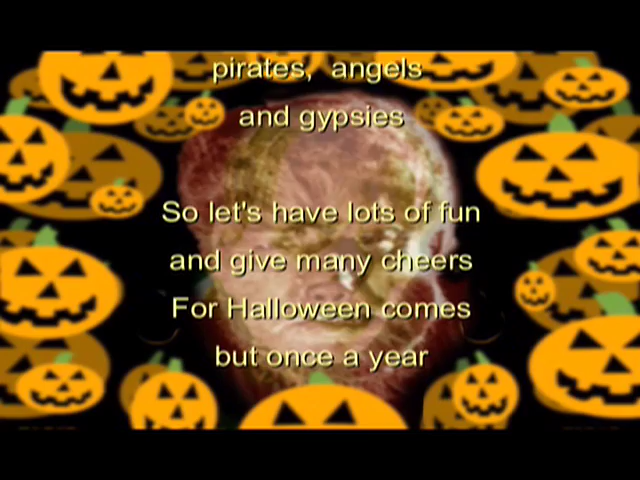 pirates, angels
and gypsies
So let's have lots of fun
and give many cheers
For Halloween comes
but once a year